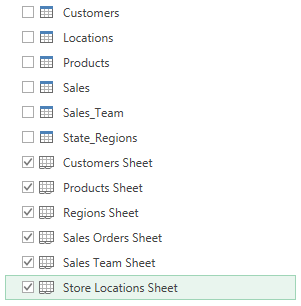 Customers
Locations
Products
Sales
Sales_Team
State_Regions
Customers Sheet
Products Sheet
Regions Sheet
Sales Orders Sheet
Sales Team Sheet
Store Locations Sheet